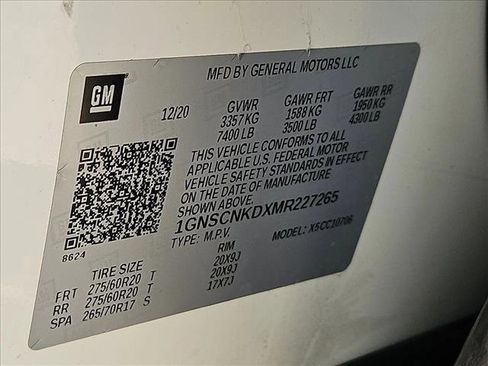 MFD BY GENERAL MOTORS LLC
GM
12/20 GVWR GAWR FRT GAWR RR
3357 KG 1588 KG 1950 KG
7400 LB 3500 LB 4300 LB
THIS VEHICLE CONFORMS TO ALL
APPLICABLE U.S. FEDERAL MOTOR
VEHICLE SAFETY STANDARDS IN EFFECT
ON THE DATE OF MANUFACTURE
1GNSCNKDXMR227265
TYPE: M.P.V. MODEL: X5CC10706
8624
TIRE SIZE RIM
FRT 275/60R20 T 20X9J
RR 275/60R20 T 20X9J
SPA 265/70R17 S 17X7J